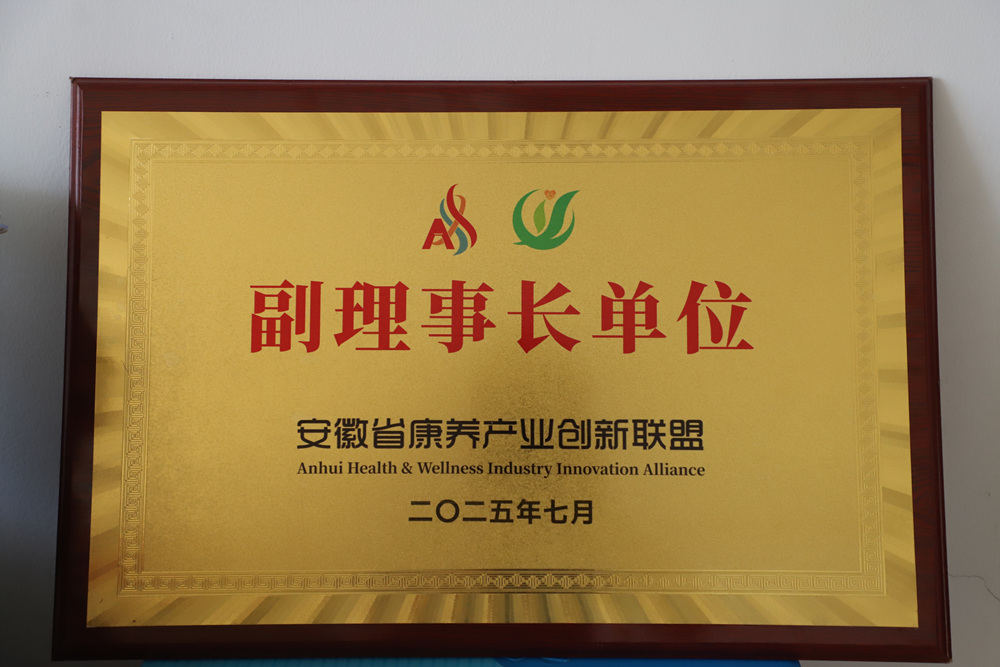 副理事长单位
安徽省康养产业创新联盟
Anhui Health & Wellness Industry Innovation Alliance
二〇二五年七月